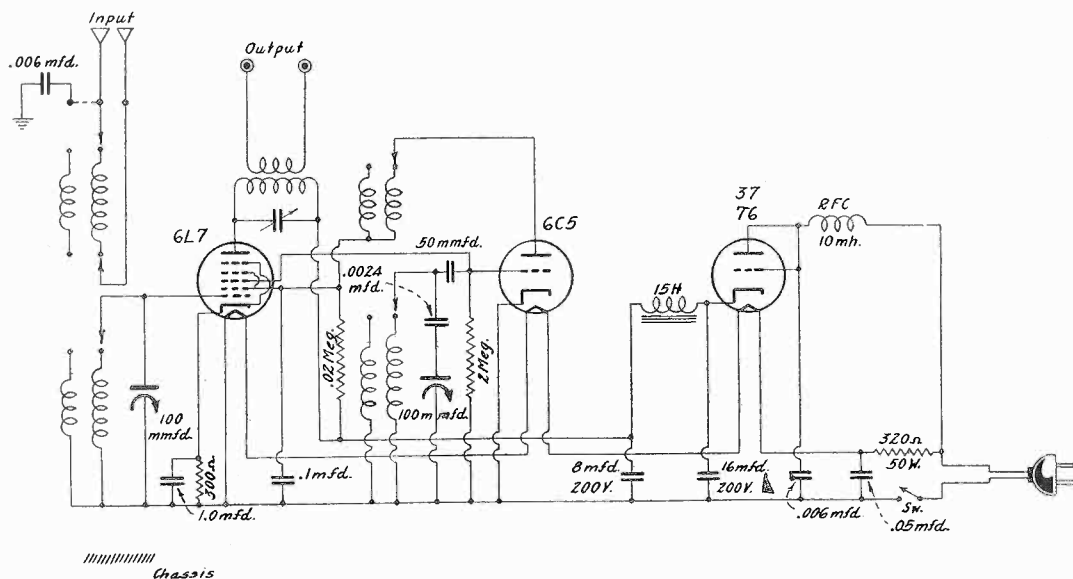 Input
.006 mfd.
Output
6L7
50 mmfd.
6C5
37
76
RFC
10 mh.
.0024
mfd.
15H
.02 Meg.
2 Meg.
100
mmfd.
100 mmfd.
300Ω
1.0 mfd.
.1 mfd.
8 mfd.
200V.
16 mfd.
200V.
320Ω
50W.
.006 mfd.
Sw.
.05 mfd.
Chassis